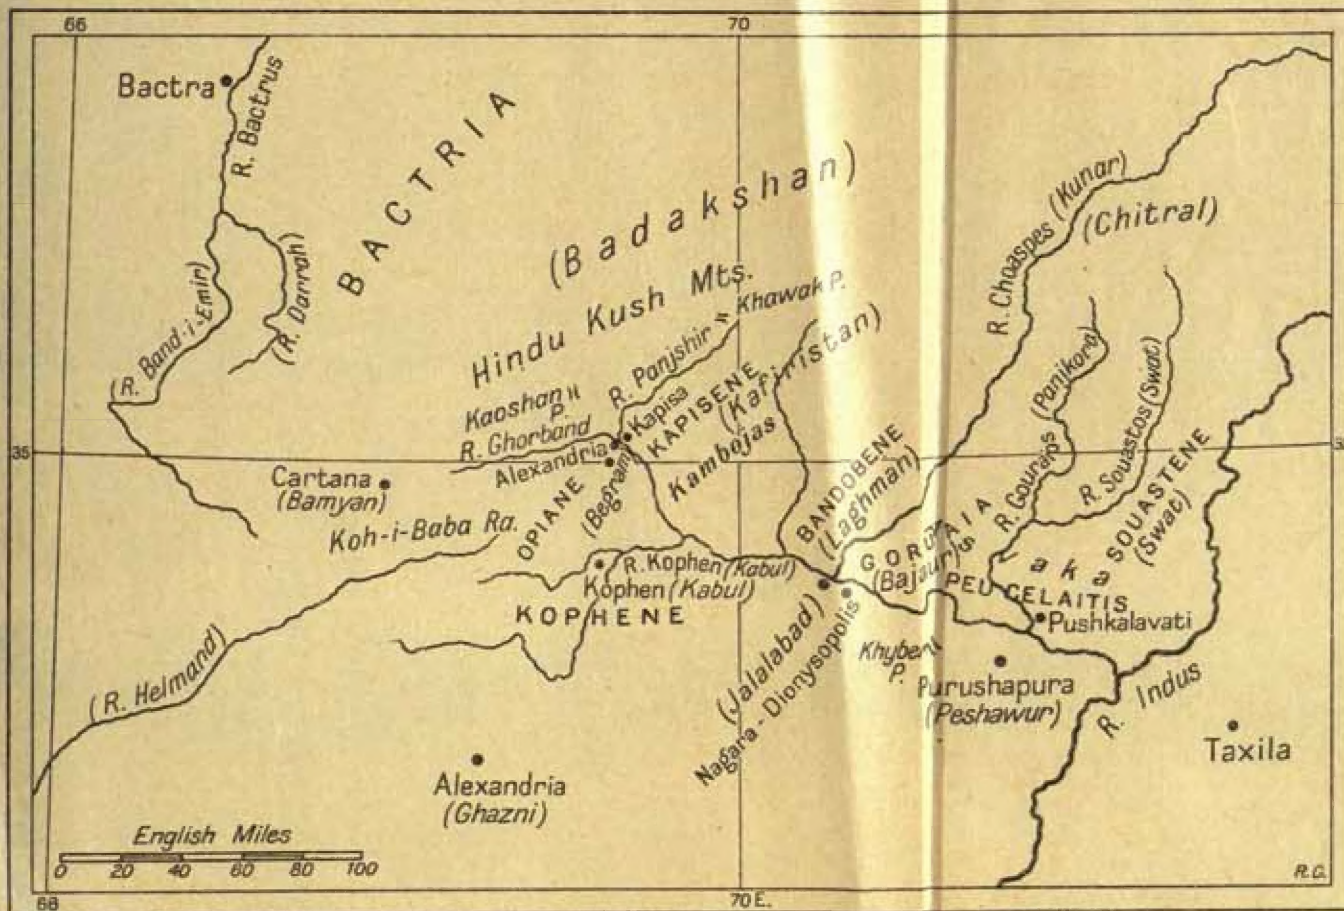 66
70
Bactra
R. Bactrus
BACTRIA
(Badakshan)
Hindu Kush Mts.
Khawak P.
R. Panjshir
(R. Band-i-Emir)
(R. Darrah)
Kaoshan
P.
R. Ghorband
Kapisa
KAPISENE
(Kafiristan)
Kambojas
Alexandria
(Begram)
OPIANE
R. Choaspes (Kunar)
(Chitral)
35
Cartana
(Bamyan)
Koh-i-Baba Ra.
R. Kophen (Kabul)
Kophen (Kabul)
KOPHENE
BANDOBENE
(Laghman)
R. Gouraios (Panjkora)
R. Souastos (Swat)
SOUASTENE
(Swat)
(Bajaur)
aka
Pushkalavati
(R. Helmand)
(Jalalabad)
Nagara-Dionysopolis
P.
Purushapura
(Peshawur)
R. Indus
Taxila
Alexandria
(Ghazni)
English Miles
0 20 40 60 80 100
R.G.
70 E.